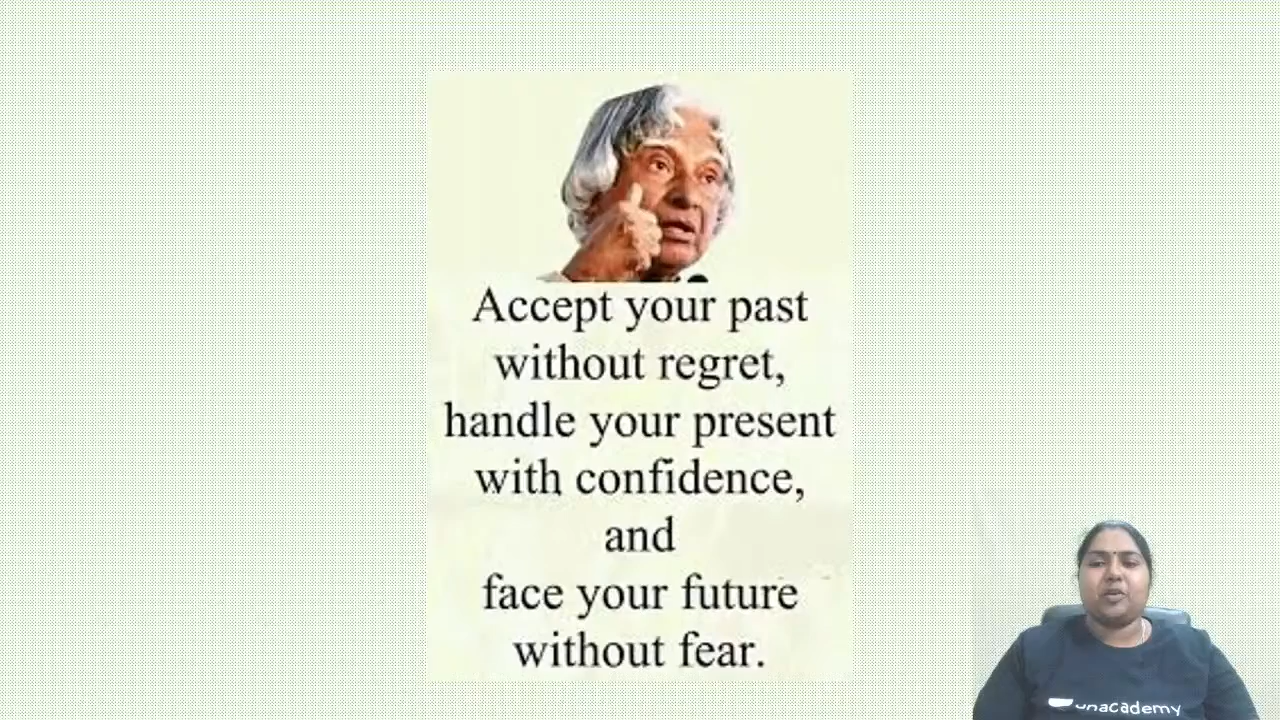 Accept your past
without regret,
handle your present
with confidence,
and
face your future
without fear.
unacademy